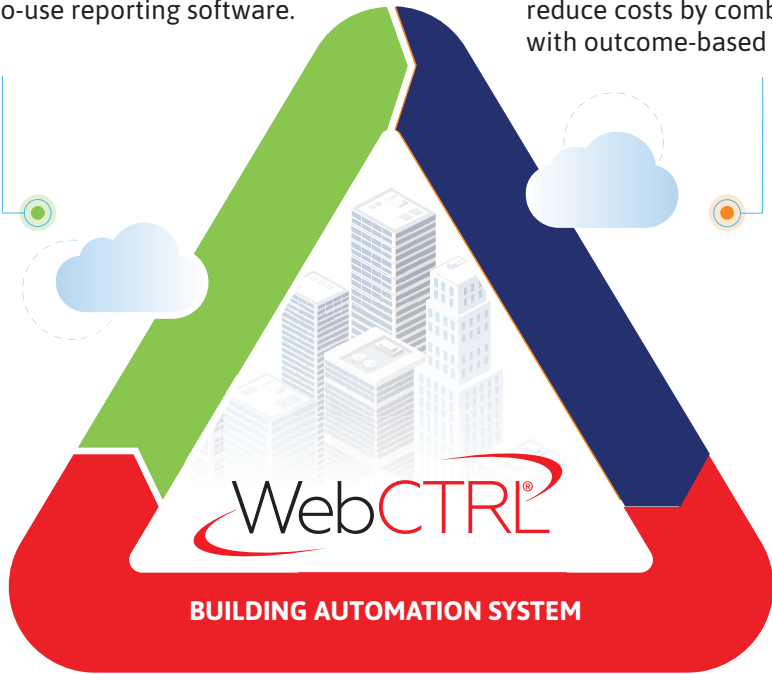 o-use reporting software.
reduce costs by comb
with outcome-based
WebCTRL®
BUILDING AUTOMATION SYSTEM